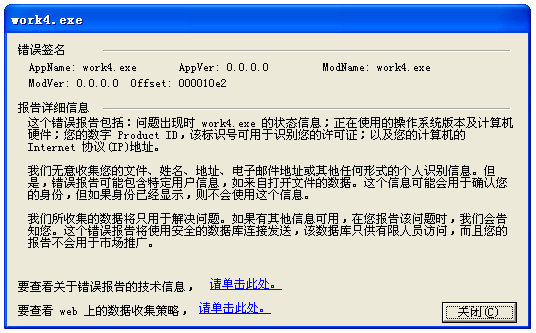 work4.exe
错误签名
AppName: work4.exe AppVer: 0.0.0.0 ModName: work4.exe
ModVer: 0.0.0.0 Offset: 000010e2
报告详细信息
这个错误报告包括：问题出现时 work4.exe 的状态信息；正在使用的操作系统版本及计算机
硬件；您的数字 Product ID，该标识号可用于识别您的许可证；以及您的计算机的
Internet 协议(IP)地址。
我们无意收集您的文件、姓名、地址、电子邮件地址或其他任何形式的个人识别信息。但
是，错误报告可能包含特定用户信息，如来自打开文件的数据。这个信息可能会用于确认您
的身份，但如果身份已经显示，则不会使用这个信息。
我们所收集的数据将只用于解决问题。如果有其他信息可用，在您报告该问题时，我们会告
知您。这个错误报告将使用安全的数据库连接发送，该数据库只供有限人员访问，而且您的
报告不会用于市场推广。
要查看关于错误报告的技术信息， 请单击此处。
要查看 web 上的数据收集策略， 请单击此处。
关闭(C)